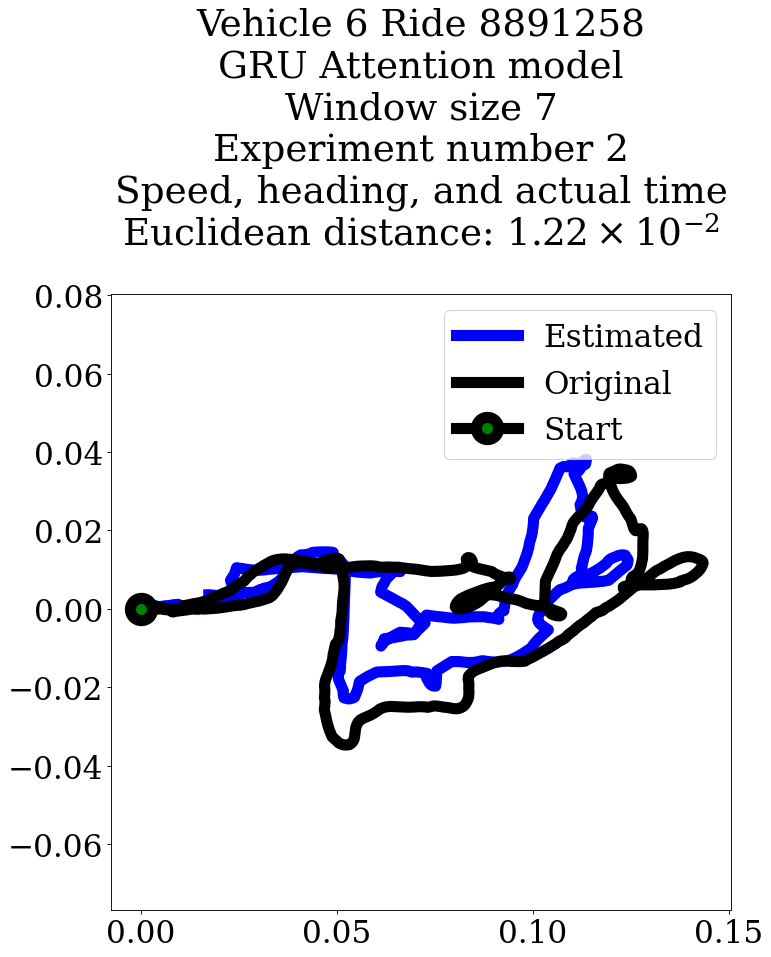 Vehicle 6 Ride 8891258
GRU Attention model
Window size 7
Experiment number 2
Speed, heading, and actual time
Euclidean distance: 1.22 × 10⁻²
Estimated
Original
Start
0.08
0.06
0.04
0.02
0.00
−0.02
−0.04
−0.06
0.00 0.05 0.10 0.15